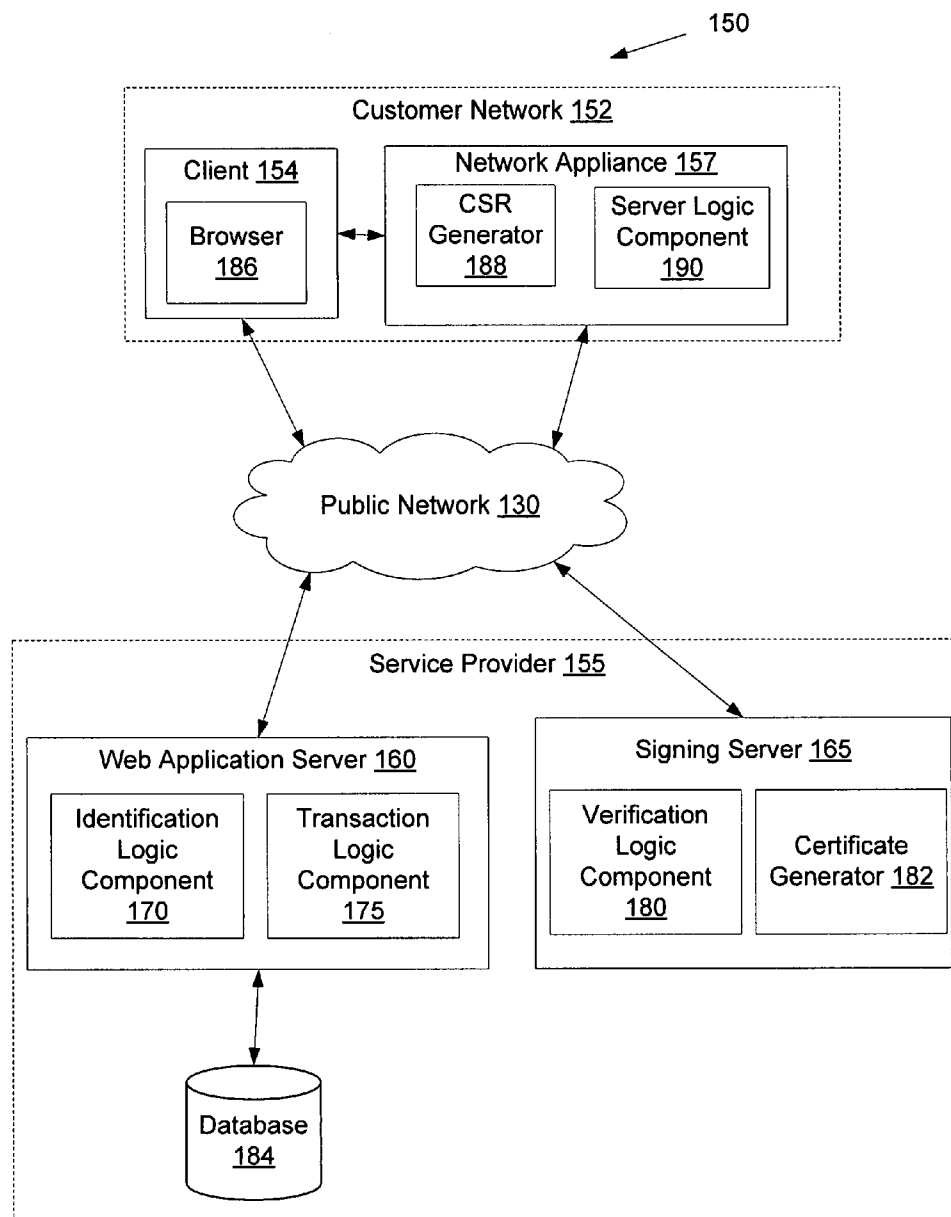 150
Customer Network 152
Client 154
Browser
186
Network Appliance 157
CSR
Generator
188
Server Logic
Component
190
Public Network 130
Service Provider 155
Web Application Server 160
Identification
Logic
Component
170
Transaction
Logic
Component
175
Signing Server 165
Verification
Logic
Component
180
Certificate
Generator 182
Database
184